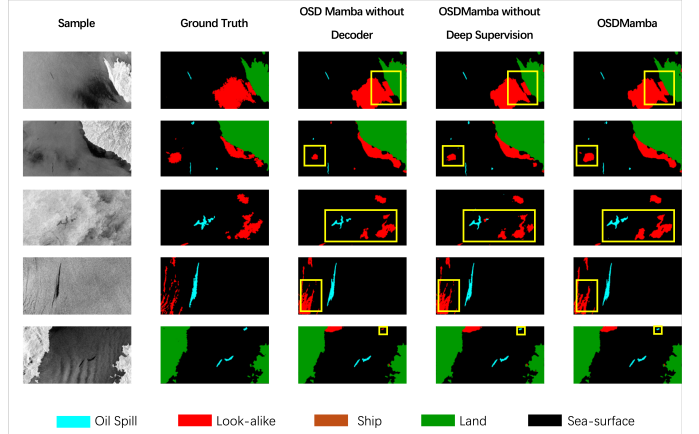 Sample
Ground Truth
OSD Mamba without
Decoder
OSDMamba without
Deep Supervision
OSDMamba
Oil Spill
Look-alike
Ship
Land
Sea-surface